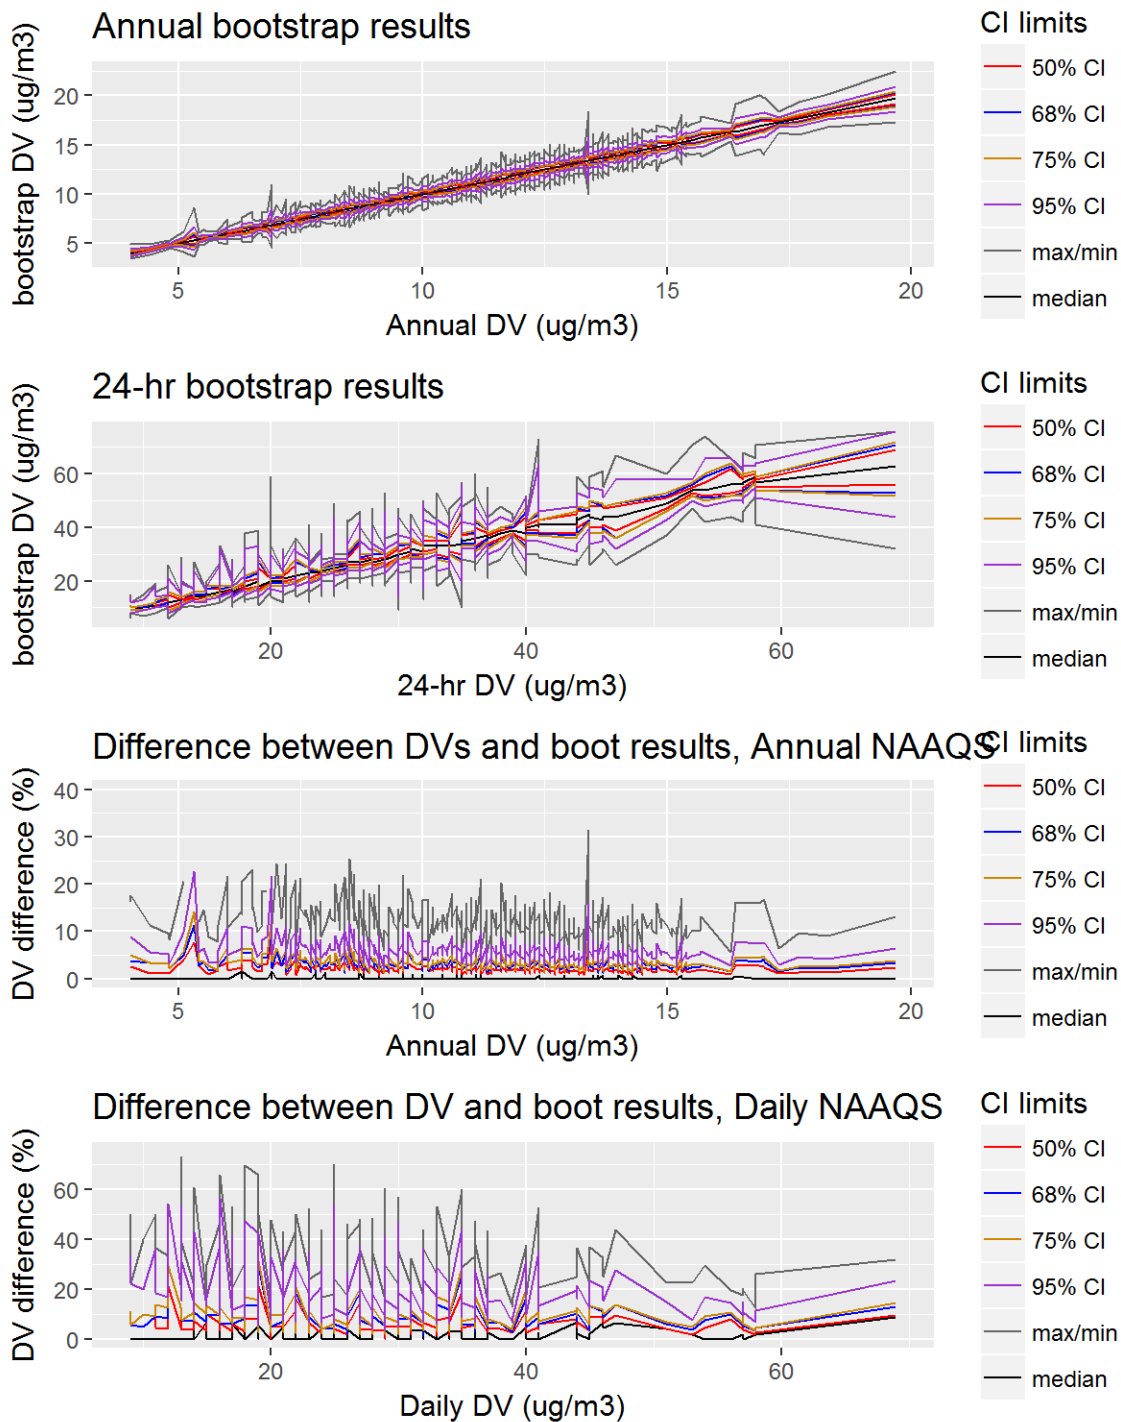 Annual bootstrap results
bootstrap DV (ug/m3)
20
15
10
5
5
10
15
20
Annual DV (ug/m3)
CI limits
50% CI
68% CI
75% CI
95% CI
max/min
median
24-hr bootstrap results
bootstrap DV (ug/m3)
60
40
20
20
40
60
24-hr DV (ug/m3)
CI limits
50% CI
68% CI
75% CI
95% CI
max/min
median
Difference between DVs and boot results, Annual NAAQS
DV difference (%)
40
30
20
10
0
5
10
15
20
Annual DV (ug/m3)
CI limits
50% CI
68% CI
75% CI
95% CI
max/min
median
Difference between DV and boot results, Daily NAAQS
DV difference (%)
60
40
20
0
20
40
60
Daily DV (ug/m3)
CI limits
50% CI
68% CI
75% CI
95% CI
max/min
median